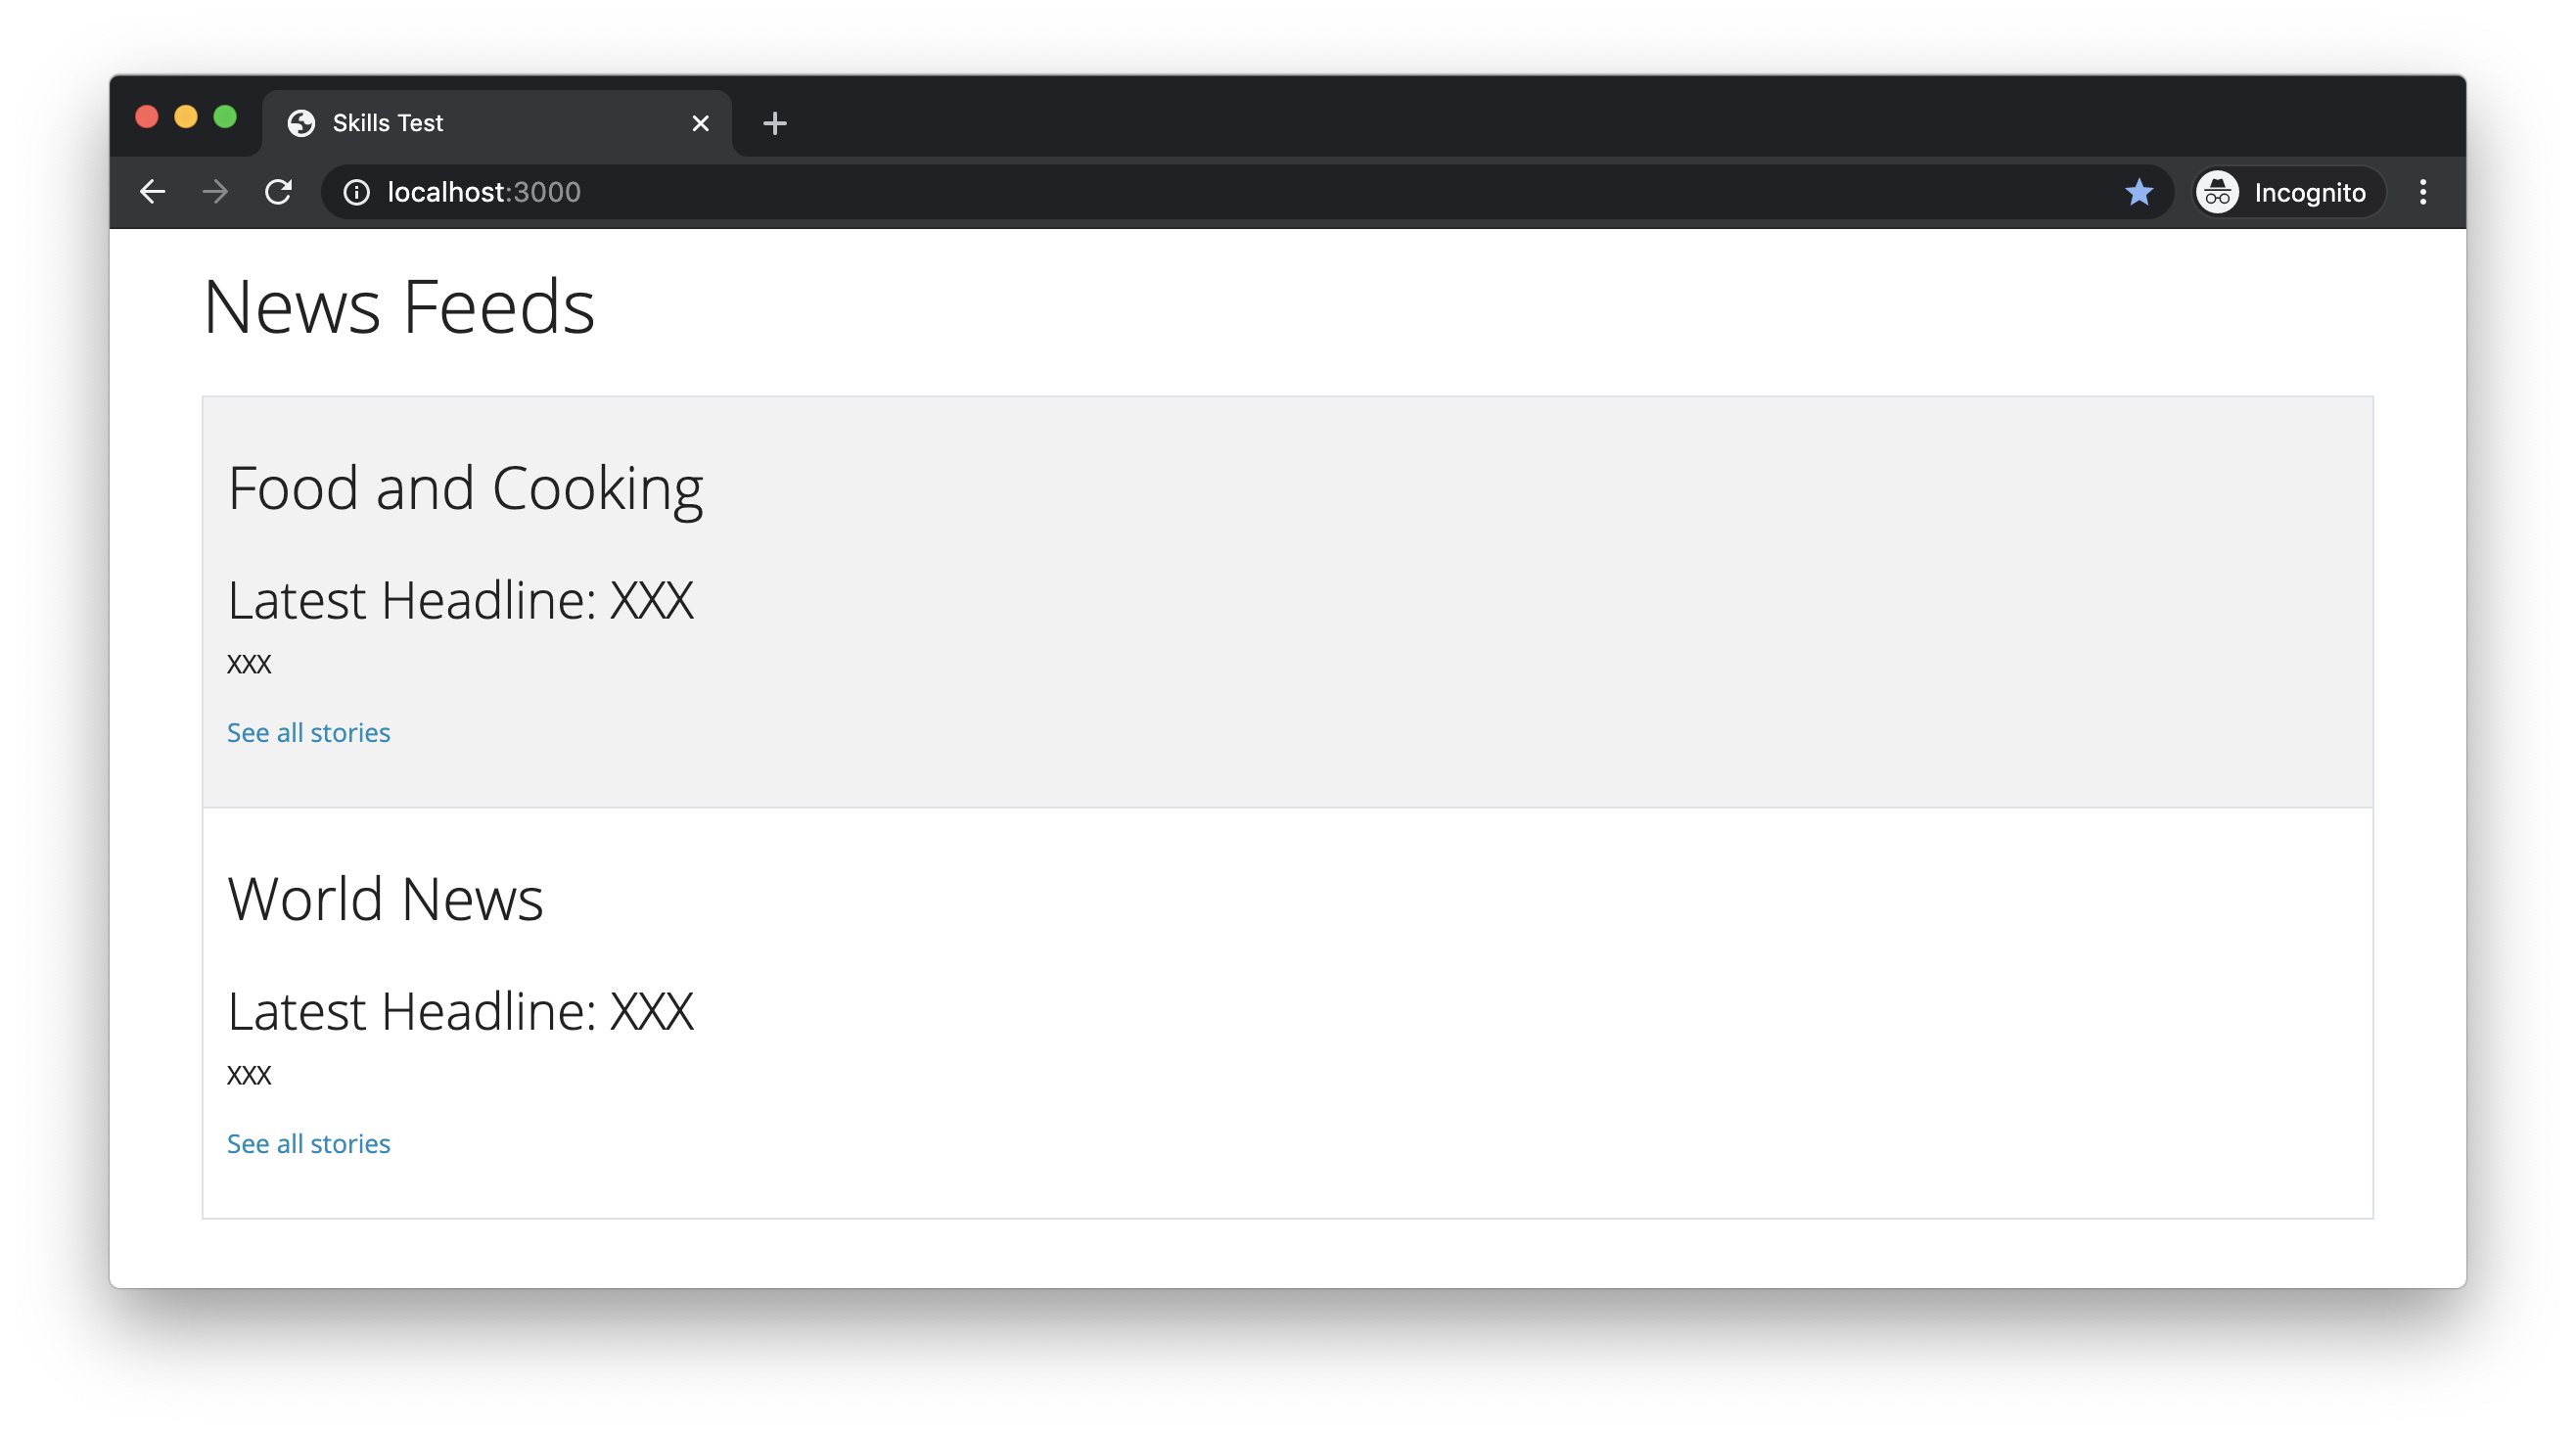 Skills Test
localhost:3000
Incognito
News Feeds
Food and Cooking
Latest Headline: XXX
XXX
See all stories
World News
Latest Headline: XXX
XXX
See all stories